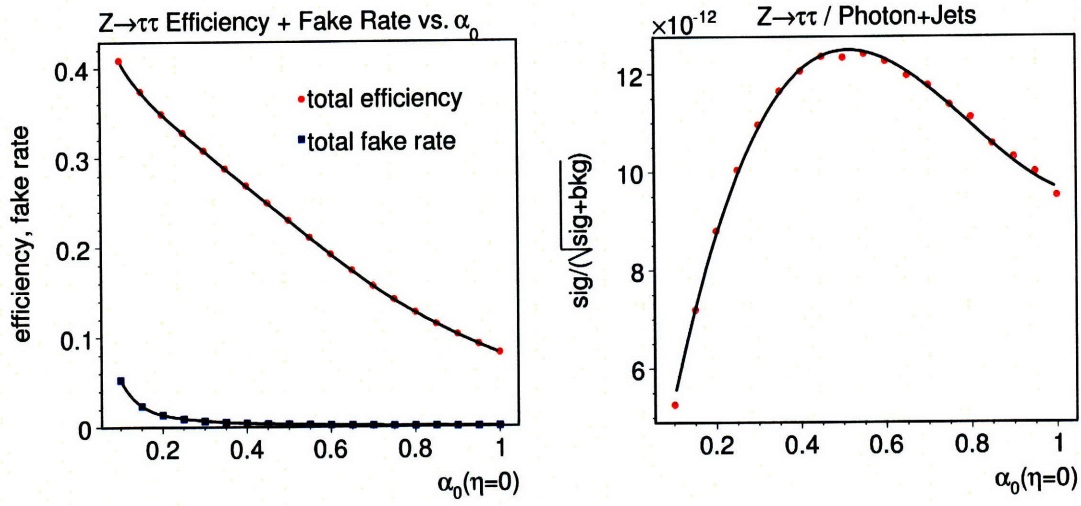 Z→ττ Efficiency + Fake Rate vs. α₀
efficiency, fake rate
0.4
0.3
0.2
0.1
0
total efficiency
total fake rate
0.2 0.4 0.6 0.8 1
α₀(η=0)
×10⁻¹²
Z→ττ / Photon+Jets
sig/(√sig+bkg)
12
10
8
6
0.2 0.4 0.6 0.8 1
α₀(η=0)